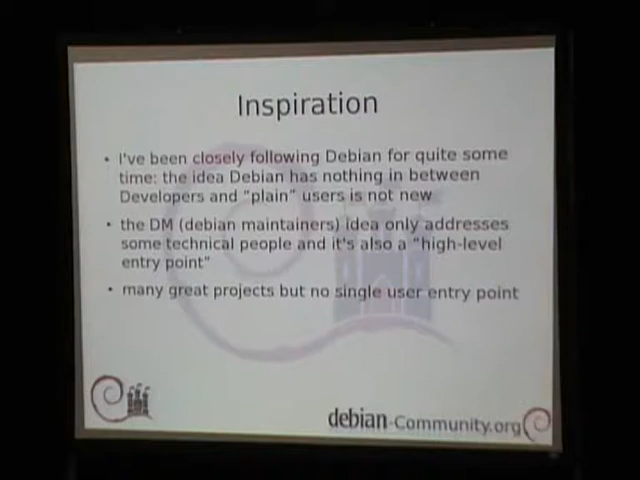 Inspiration
• I've been closely following Debian for quite some
time: the idea Debian has nothing in between
Developers and "plain" users is not new
• the DM (debian maintainers) idea only addresses
some technical people and it's also a "high-level
entry point"
• many great projects but no single user entry point
debian-Community.org